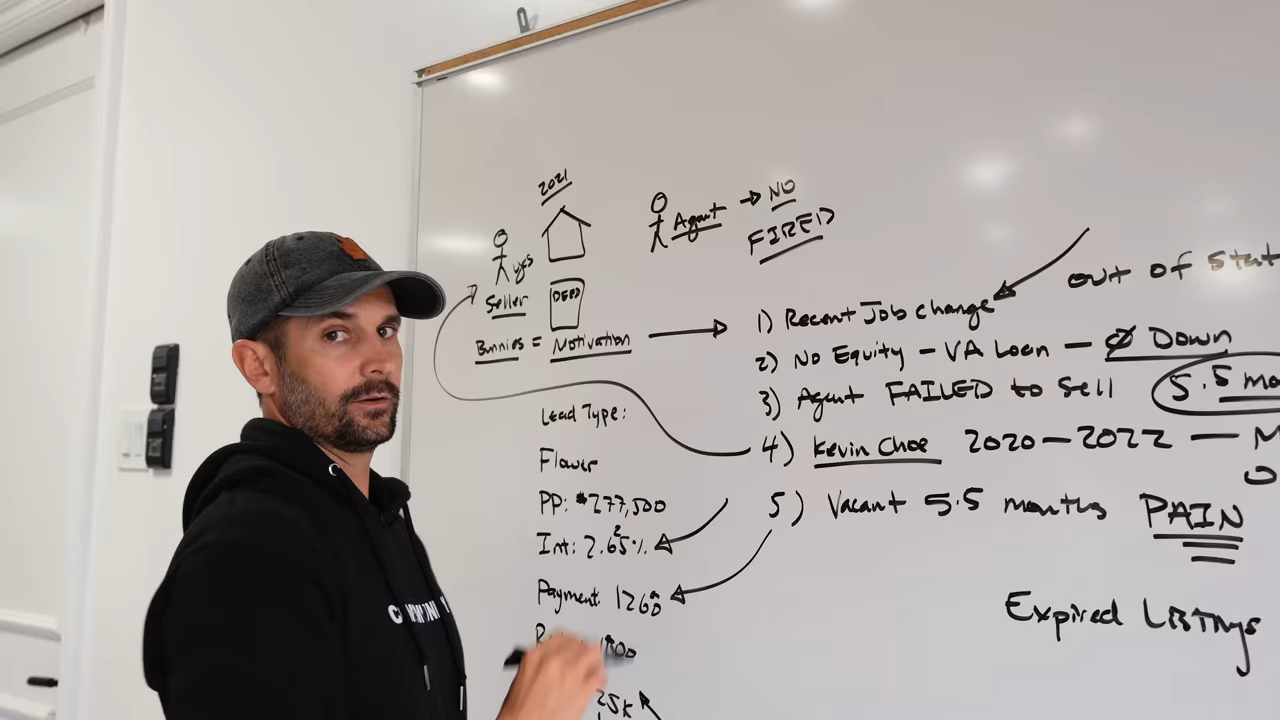 2021
Agent → NO
FIRED
yes
Seller
DEED
Bunnies = Motivation
out of Stat
1) Recent Job change
2) No Equity - VA Loan - Ø Down
3) Agent FAILED to Sell 5.5 mo
4) Kevin Choe 2020-2022 - M
O
5) Vacant 5.5 months PAIN
Lead Type:
Flower
PP: $277,500
Int: 2.65%
Payment: 1260
1800
25k
Expired Listings